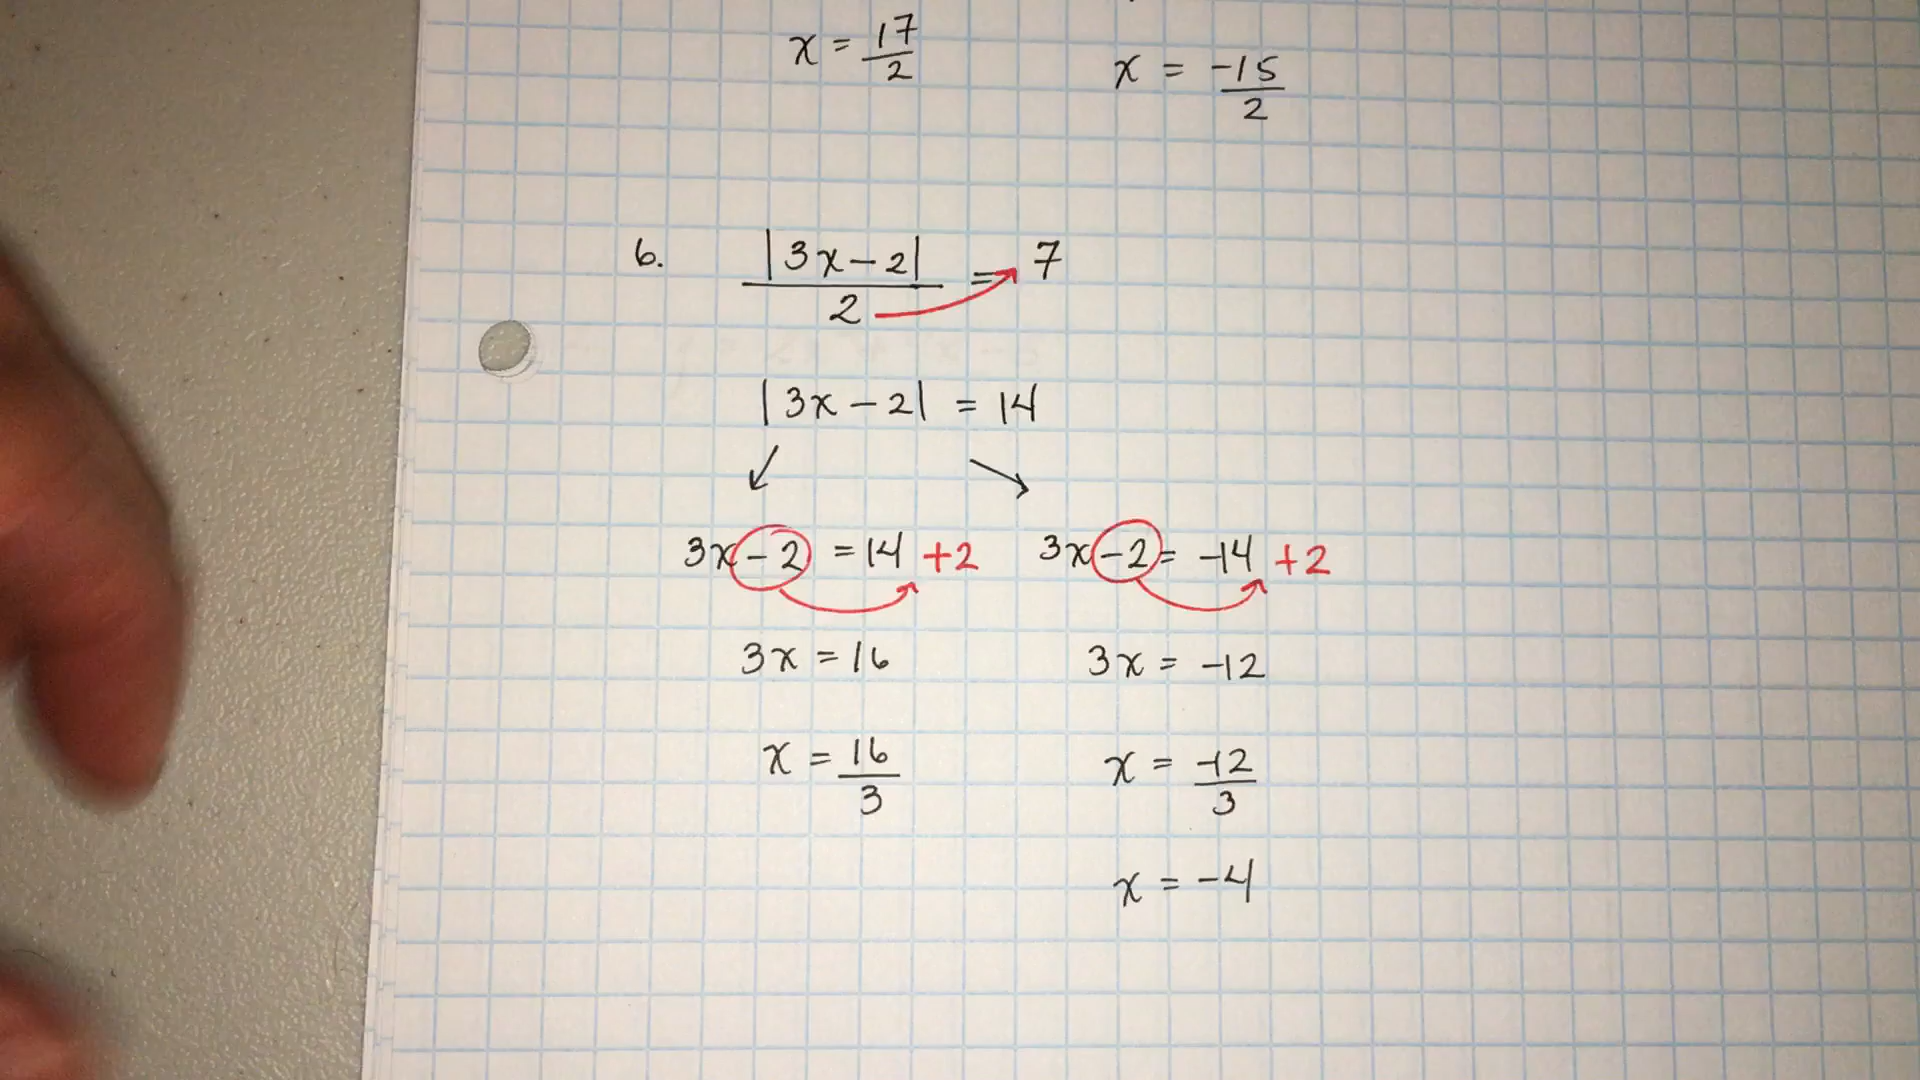 x = 17/2
x = -15/2
6. |3x-2|/2 = 7
|3x-2| = 14
3x-2 = 14 +2
3x-2 = -14 +2
3x = 16
3x = -12
x = 16/3
x = -12/3
x = -4